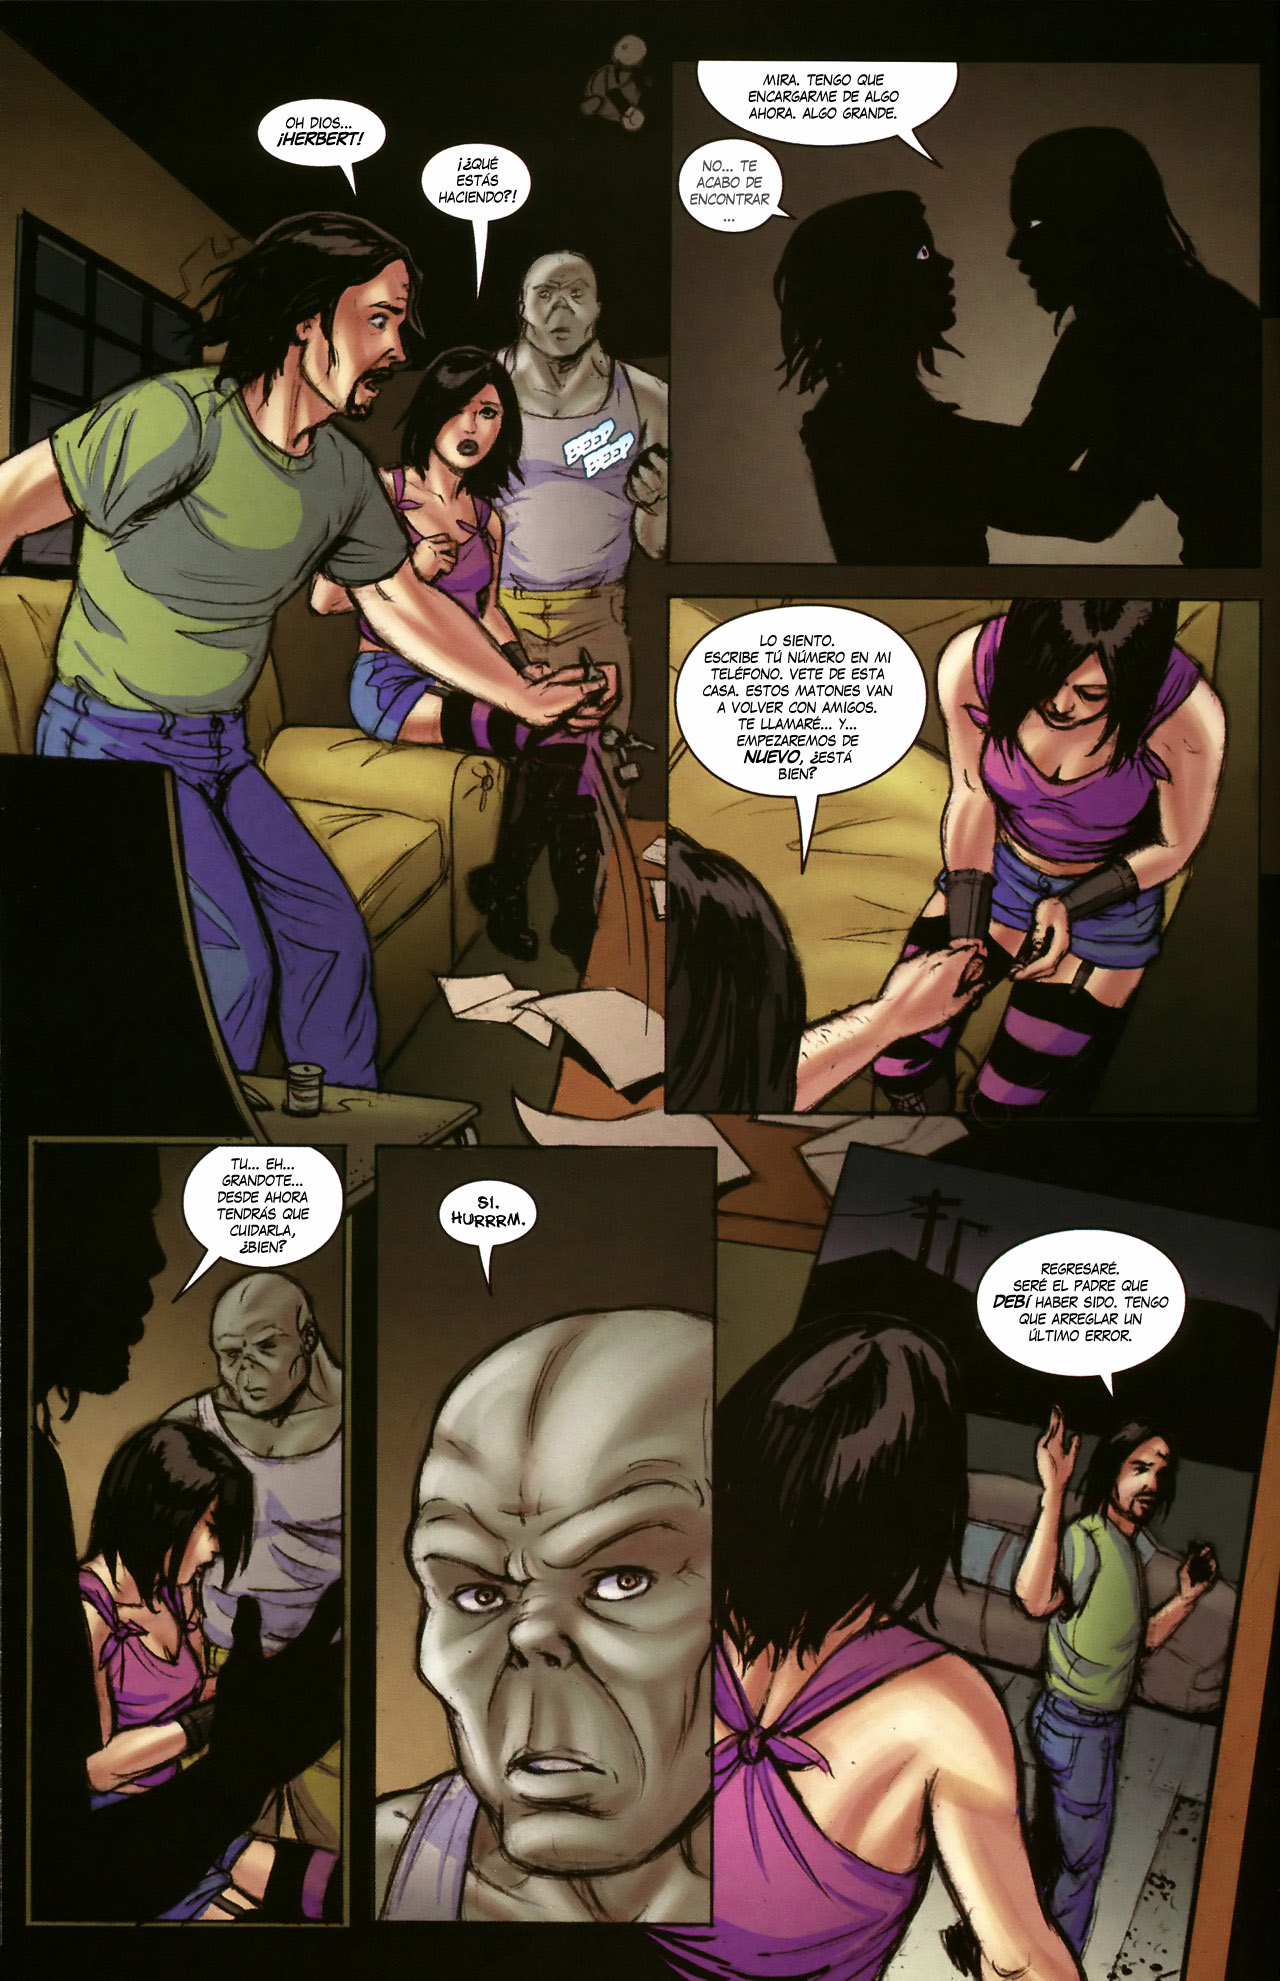 OH DIOS...
¡HERBERT!
¡¿QUÉ
ESTÁS
HACIENDO?!
BEEP
BEEP
MIRA. TENGO QUE
ENCARGARME DE ALGO
AHORA. ALGO GRANDE.
NO... TE
ACABO DE
ENCONTRAR
...
LO SIENTO.
ESCRIBE TÚ NÚMERO EN MI
TELÉFONO. VETE DE ESTA
CASA. ESTOS MATONES VAN
A VOLVER CON AMIGOS.
TE LLAMARÉ... Y...
EMPEZAREMOS DE
NUEVO, ¿ESTÁ
BIEN?
TU... EH...
GRANDOTE...
DESDE AHORA
TENDRÁS QUE
CUIDARLA,
¿BIEN?
SI.
HURRRM.
REGRESARÉ.
SERÉ EL PADRE QUE
DEBÍ HABER SIDO. TENGO
QUE ARREGLAR UN
ÚLTIMO ERROR.